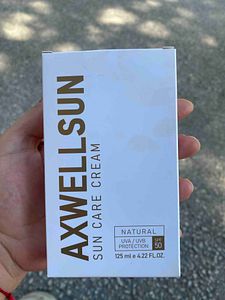 AXWELLSUN
SUN CARE CREAM
NATURAL
UVA / UVB
PROTECTION
SPF
50
125 ml e 4.22 FL.OZ.